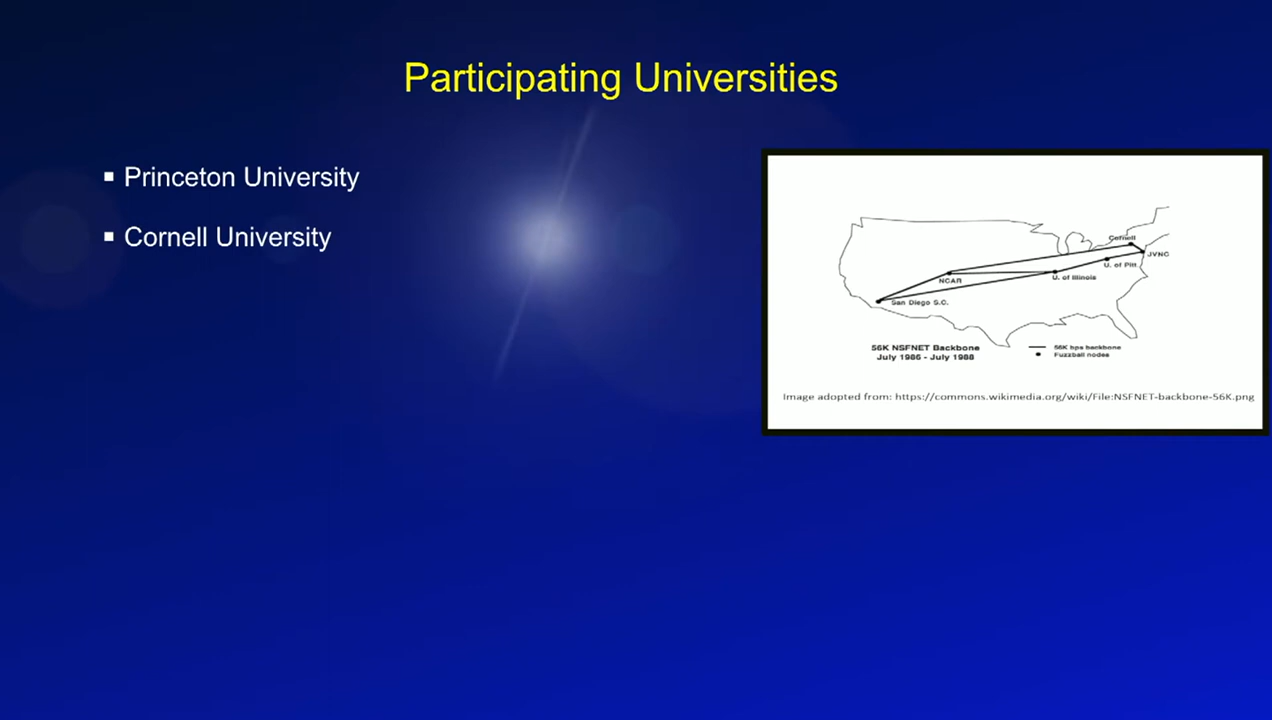 Participating Universities
▪ Princeton University
▪ Cornell University
Cornell
JVNC
U. of Pitt.
U. of Illinois
NCAR
San Diego S.C.
56K NSFNET Backbone
July 1986 - July 1988
56K bps backbone
Fuzzball nodes
Image adopted from: https://commons.wikimedia.org/wiki/File:NSFNET-backbone-56K.png